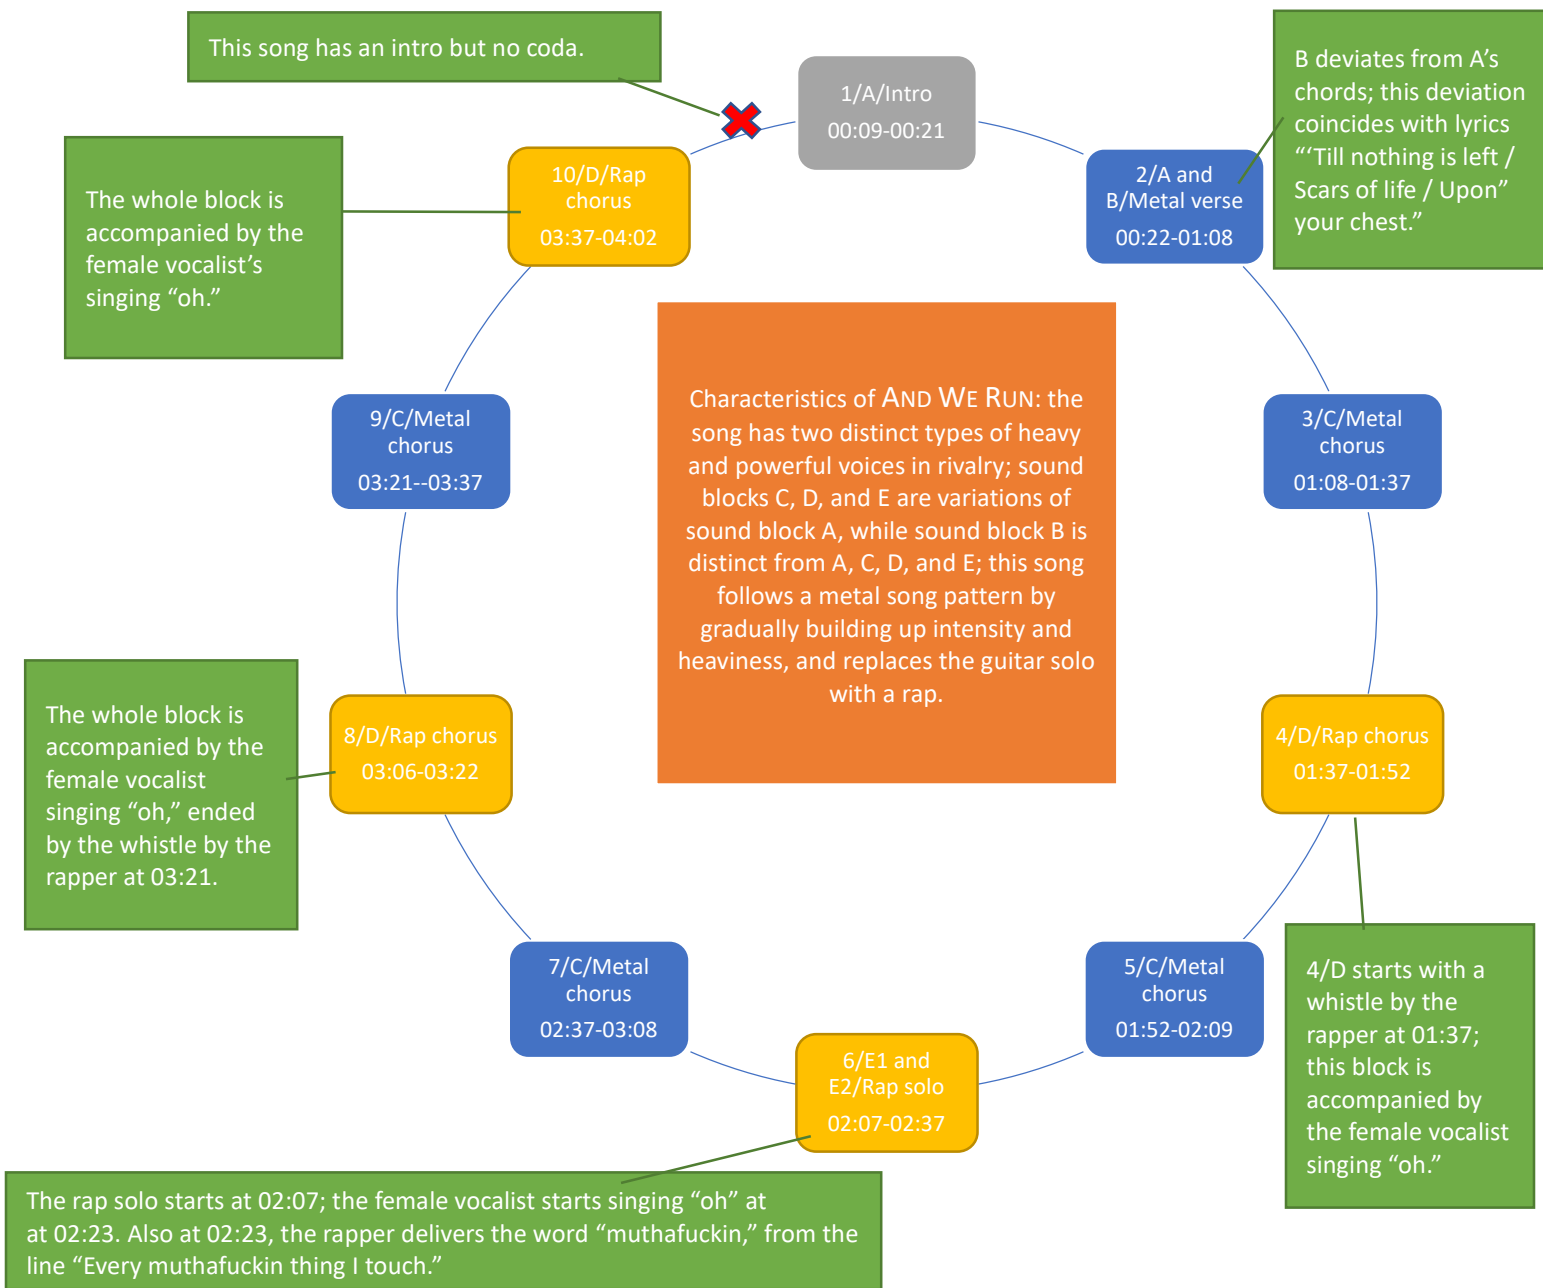 This song has an intro but no coda.
1/A/Intro
00:09-00:21
B deviates from A’s
chords; this deviation
coincides with lyrics
“‘Till nothing is left /
Scars of life / Upon”
your chest.”
2/A and
B/Metal verse
00:22-01:08
10/D/Rap
chorus
03:37-04:02
The whole block is
accompanied by the
female vocalist’s
singing “oh.”
Characteristics of AND WE RUN: the
song has two distinct types of heavy
and powerful voices in rivalry; sound
blocks C, D, and E are variations of
sound block A, while sound block B is
distinct from A, C, D, and E; this song
follows a metal song pattern by
gradually building up intensity and
heaviness, and replaces the guitar solo
with a rap.
9/C/Metal
chorus
03:21--03:37
3/C/Metal
chorus
01:08-01:37
The whole block is
accompanied by the
female vocalist
singing “oh,” ended
by the whistle by the
rapper at 03:21.
8/D/Rap chorus
03:06-03:22
4/D/Rap chorus
01:37-01:52
7/C/Metal
chorus
02:37-03:08
5/C/Metal
chorus
01:52-02:09
4/D starts with a
whistle by the
rapper at 01:37;
this block is
accompanied by
the female vocalist
singing “oh.”
6/E1 and
E2/Rap solo
02:07-02:37
The rap solo starts at 02:07; the female vocalist starts singing “oh” at
at 02:23. Also at 02:23, the rapper delivers the word “muthafuckin,” from the
line “Every muthafuckin thing I touch.”